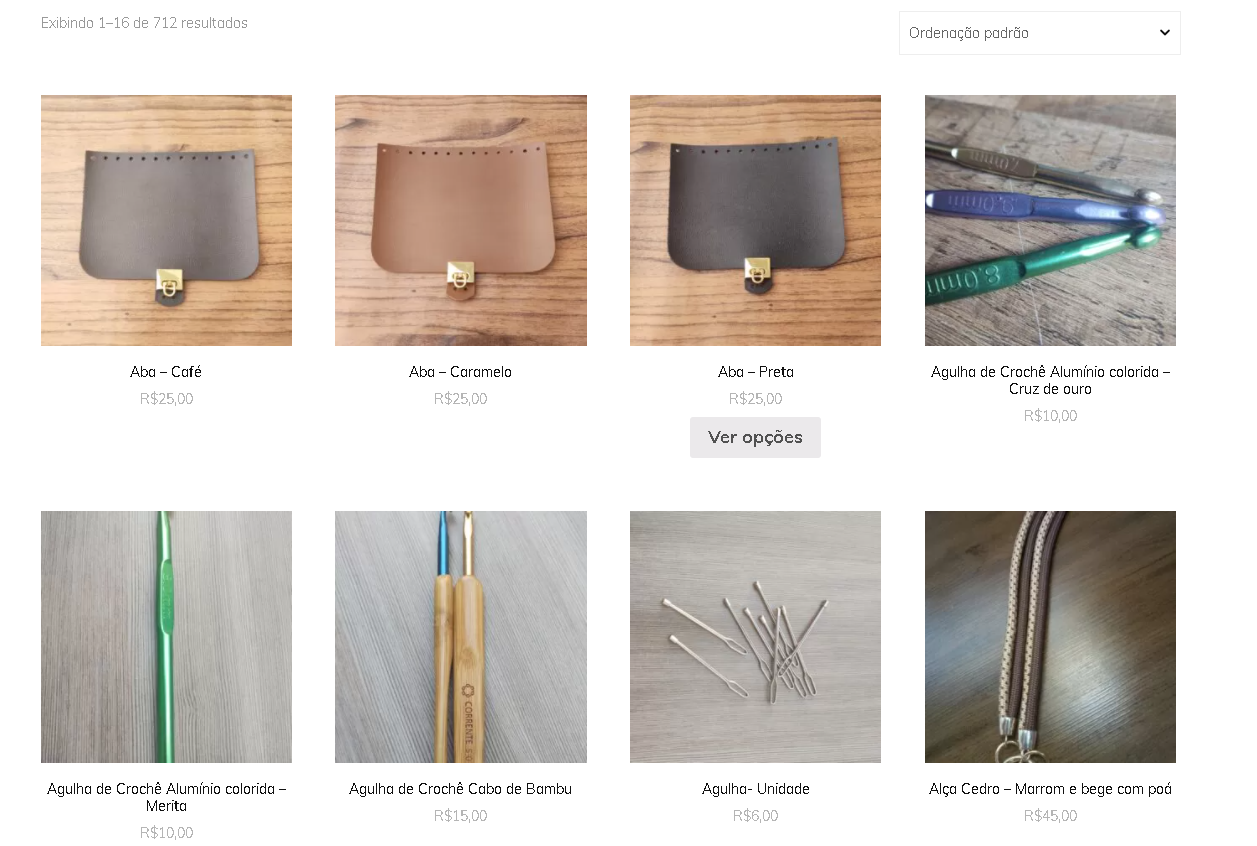 Exibindo 1–16 de 712 resultados
Ordenação padrão
Aba – Café
R$25,00
Aba – Caramelo
R$25,00
Aba – Preta
R$25,00
Ver opções
Agulha de Crochê Alumínio colorida –
Cruz de ouro
R$10,00
Agulha de Crochê Alumínio colorida –
Merita
R$10,00
CORRENTE
Agulha de Crochê Cabo de Bambu
R$15,00
Agulha- Unidade
R$6,00
Alça Cedro – Marrom e bege com poá
R$45,00